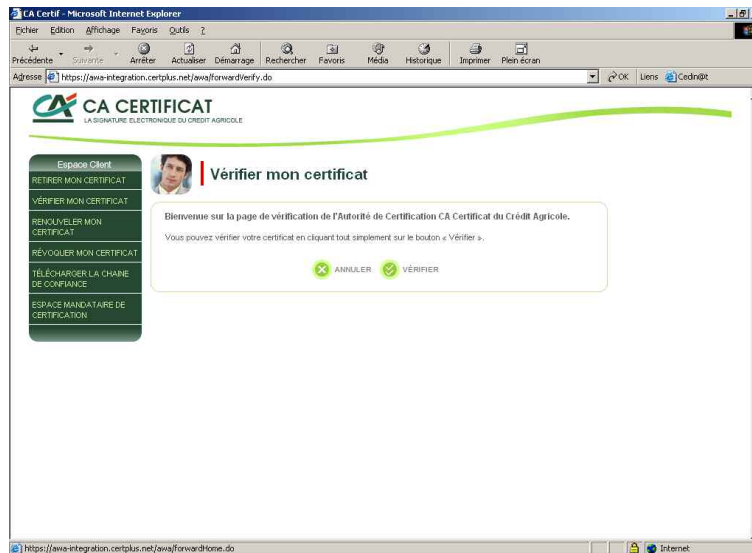 CA Certif - Microsoft Internet Explorer
Fichier Edition Affichage Favoris Outils ?
Précédente Suivante Arrêter Actualiser Démarrage Rechercher Favoris Média Historique Imprimer Plein écran
Adresse https://awa-integration.certplus.net/awa/forwardVerify.do OK Liens Cedin@t
CA CERTIFICAT
LA SIGNATURE ELECTRONIQUE DU CREDIT AGRICOLE
Espace Client
RETIRER MON CERTIFICAT
VÉRIFIER MON CERTIFICAT
RENOUVELER MON
CERTIFICAT
RÉVOQUER MON CERTIFICAT
TÉLÉCHARGER LA CHAINE
DE CONFIANCE
ESPACE MANDATAIRE DE
CERTIFICATION
Vérifier mon certificat
Bienvenue sur la page de vérification de l'Autorité de Certification CA Certificat du Crédit Agricole.
Vous pouvez vérifier votre certificat en cliquant tout simplement sur le bouton « Vérifier ».
ANNULER VÉRIFIER
https://awa-integration.certplus.net/awa/forwardHome.do Internet